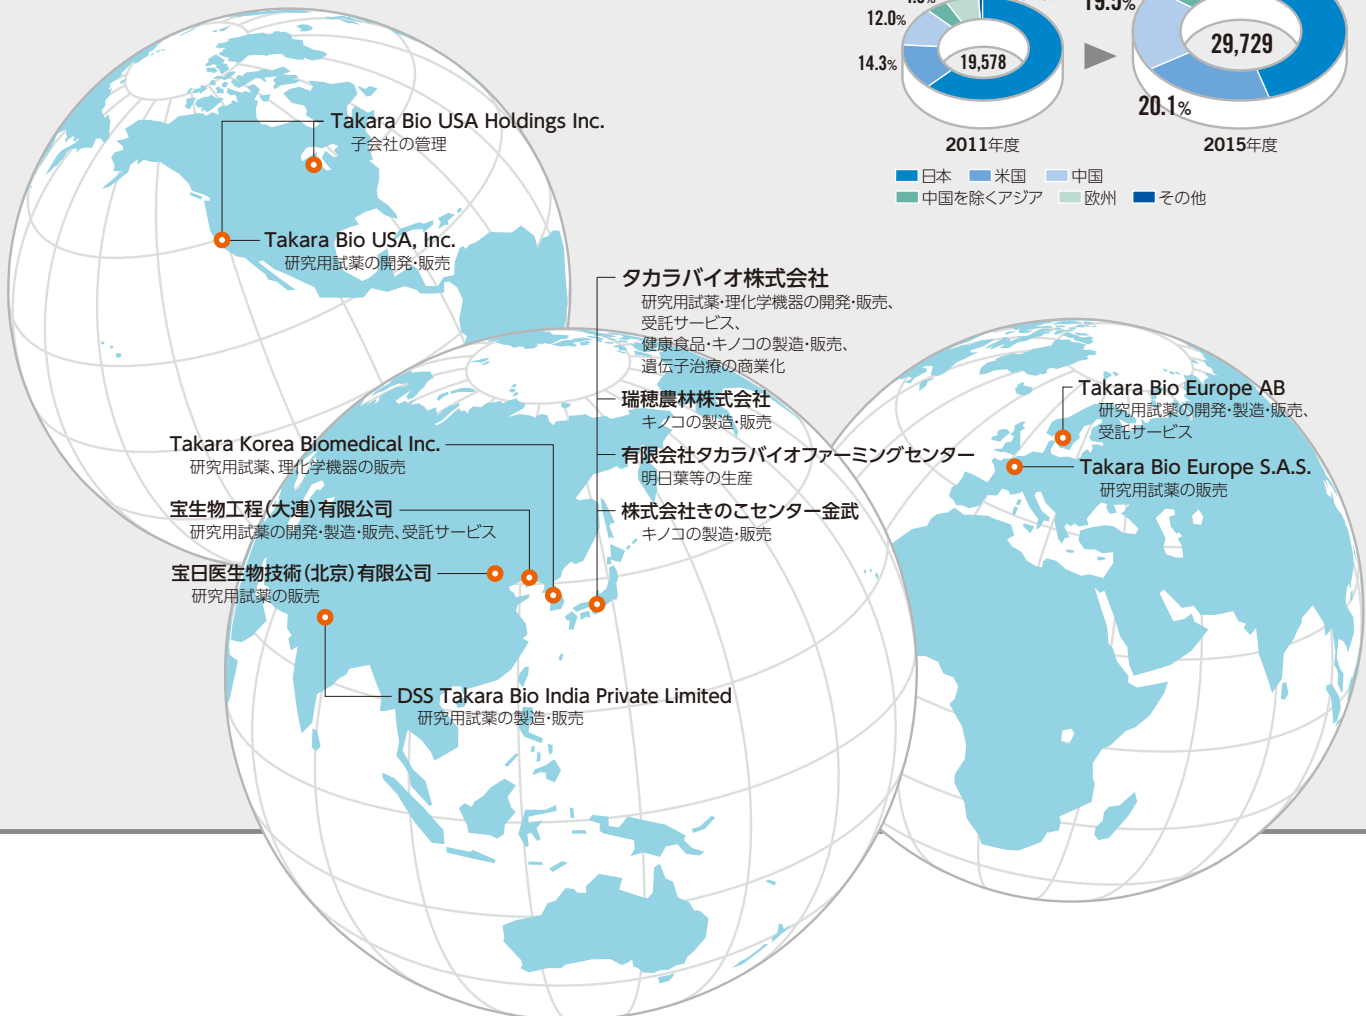 12.0%
14.3%
19,578
2011年度
19.5%
29,729
20.1%
2015年度
日本 米国 中国
中国を除くアジア 欧州 その他
Takara Bio USA Holdings Inc.
子会社の管理
Takara Bio USA, Inc.
研究用試薬の開発・販売
タカラバイオ株式会社
研究用試薬・理化学機器の開発・販売、
受託サービス、
健康食品・キノコの製造・販売、
遺伝子治療の商業化
瑞穂農林株式会社
キノコの製造・販売
有限会社タカラバイオファーミングセンター
明日葉等の生産
株式会社きのこセンター金武
キノコの製造・販売
Takara Korea Biomedical Inc.
研究用試薬、理化学機器の販売
宝生物工程(大連)有限公司
研究用試薬の開発・製造・販売、受託サービス
宝日医生物技術(北京)有限公司
研究用試薬の販売
DSS Takara Bio India Private Limited
研究用試薬の製造・販売
Takara Bio Europe AB
研究用試薬の開発・製造・販売、
受託サービス
Takara Bio Europe S.A.S.
研究用試薬の販売